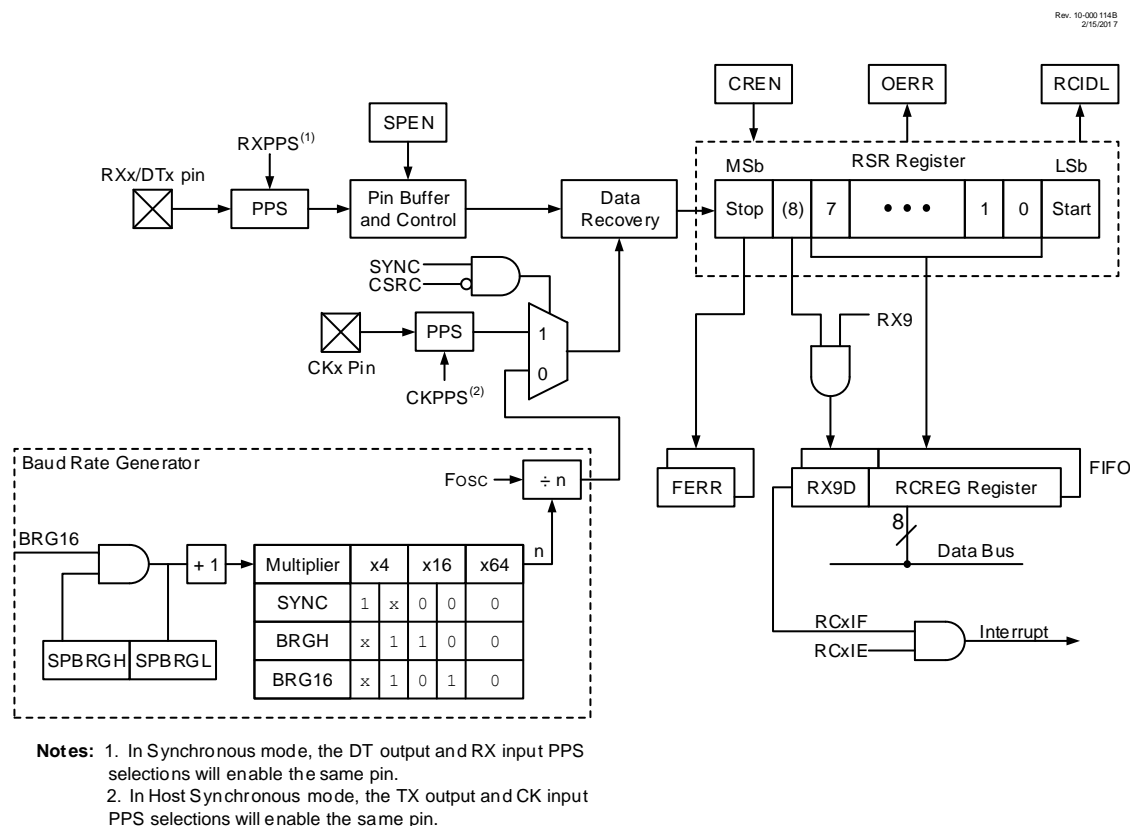 Rev. 10-000 114B
2/15/201 7
CREN
OERR
RCIDL
SPEN
RXPPS(1)
RXx/DTx pin
PPS
Pin Buffer
and Control
Data
Recovery
MSb
RSR Register
LSb
Stop
(8)
7
• • •
1
0
Start
SYNC
CSRC
PPS
1
0
CKx Pin
CKPPS(2)
RX9
Baud Rate Generator
FOSC
÷ n
n
FERR
RX9D
RCREG Register
FIFO
8
Data Bus
BRG16
+ 1
SPBRGH
SPBRGL
Multiplier x4 x16 x64
SYNC 1 x 0 0 0
BRGH x 1 1 0 0
BRG16 x 1 0 1 0
RCxIF
RCxIE
Interrupt
Notes: 1. In Synchronous mode, the DT output and RX input PPS
selections will enable the same pin.
2. In Host Synchronous mode, the TX output and CK input
PPS selections will enable the same pin.